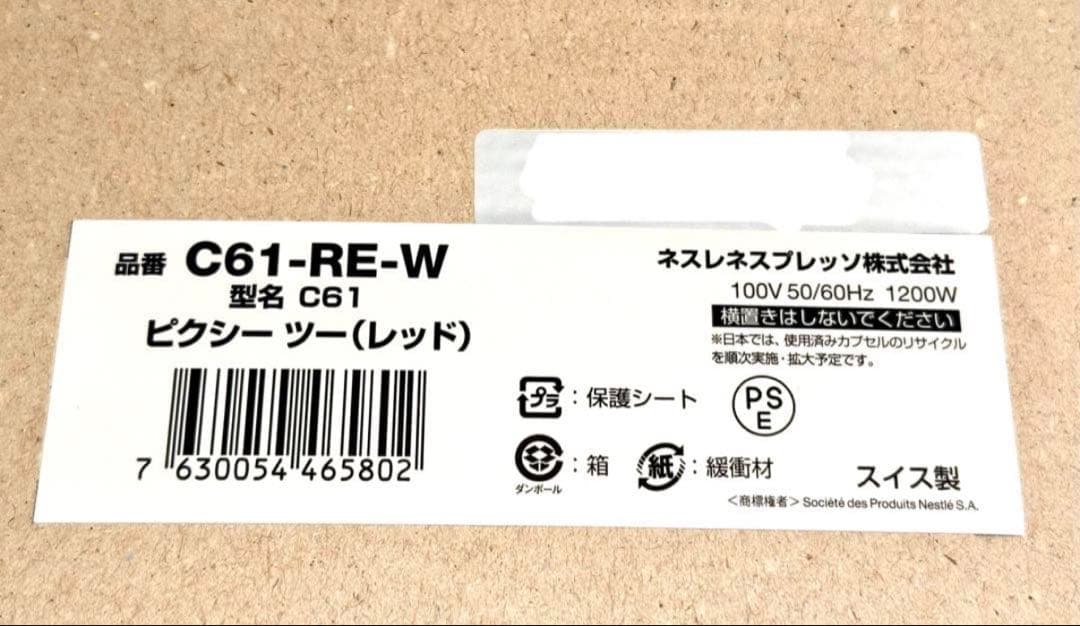 品番 C61-RE-W
型名 C61
ピクシー ツー（レッド）
7 630054 465802
ネスレネスプレッソ株式会社
100V 50/60Hz 1200W
横置きはしないでください
※日本では、使用済みカプセルのリサイクル
を順次実施・拡大予定です。
プラ：保護シート
PS
E
ダンボール：箱
紙：緩衝材
スイス製
＜商標権者＞Société des Produits Nestlé S.A.